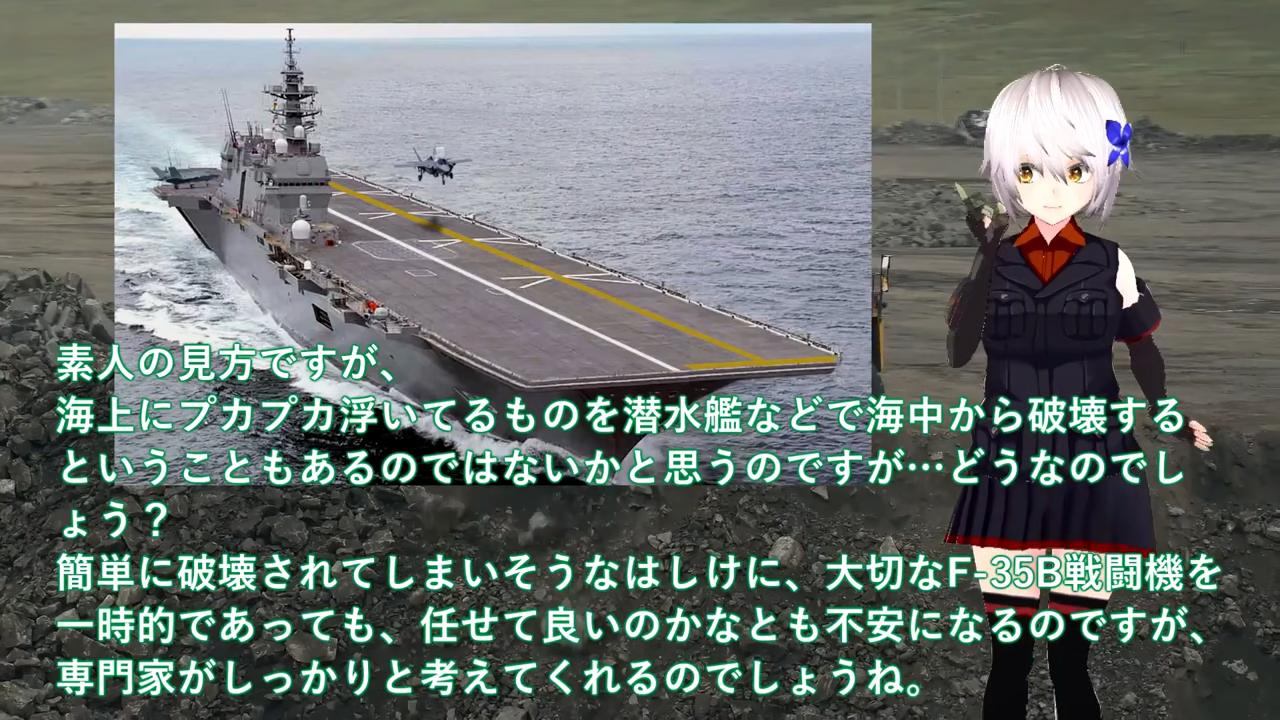 素人の見方ですが、
海上にプカプカ浮いてるものを潜水艦などで海中から破壊する
ということもあるのではないかと思うのですが…どうなのでし
ょう？
簡単に破壊されてしまいそうなはしけに、大切なF-35B戦闘機を
一時的であっても、任せて良いのかなとも不安になるのですが、
専門家がしっかりと考えてくれるのでしょうね。